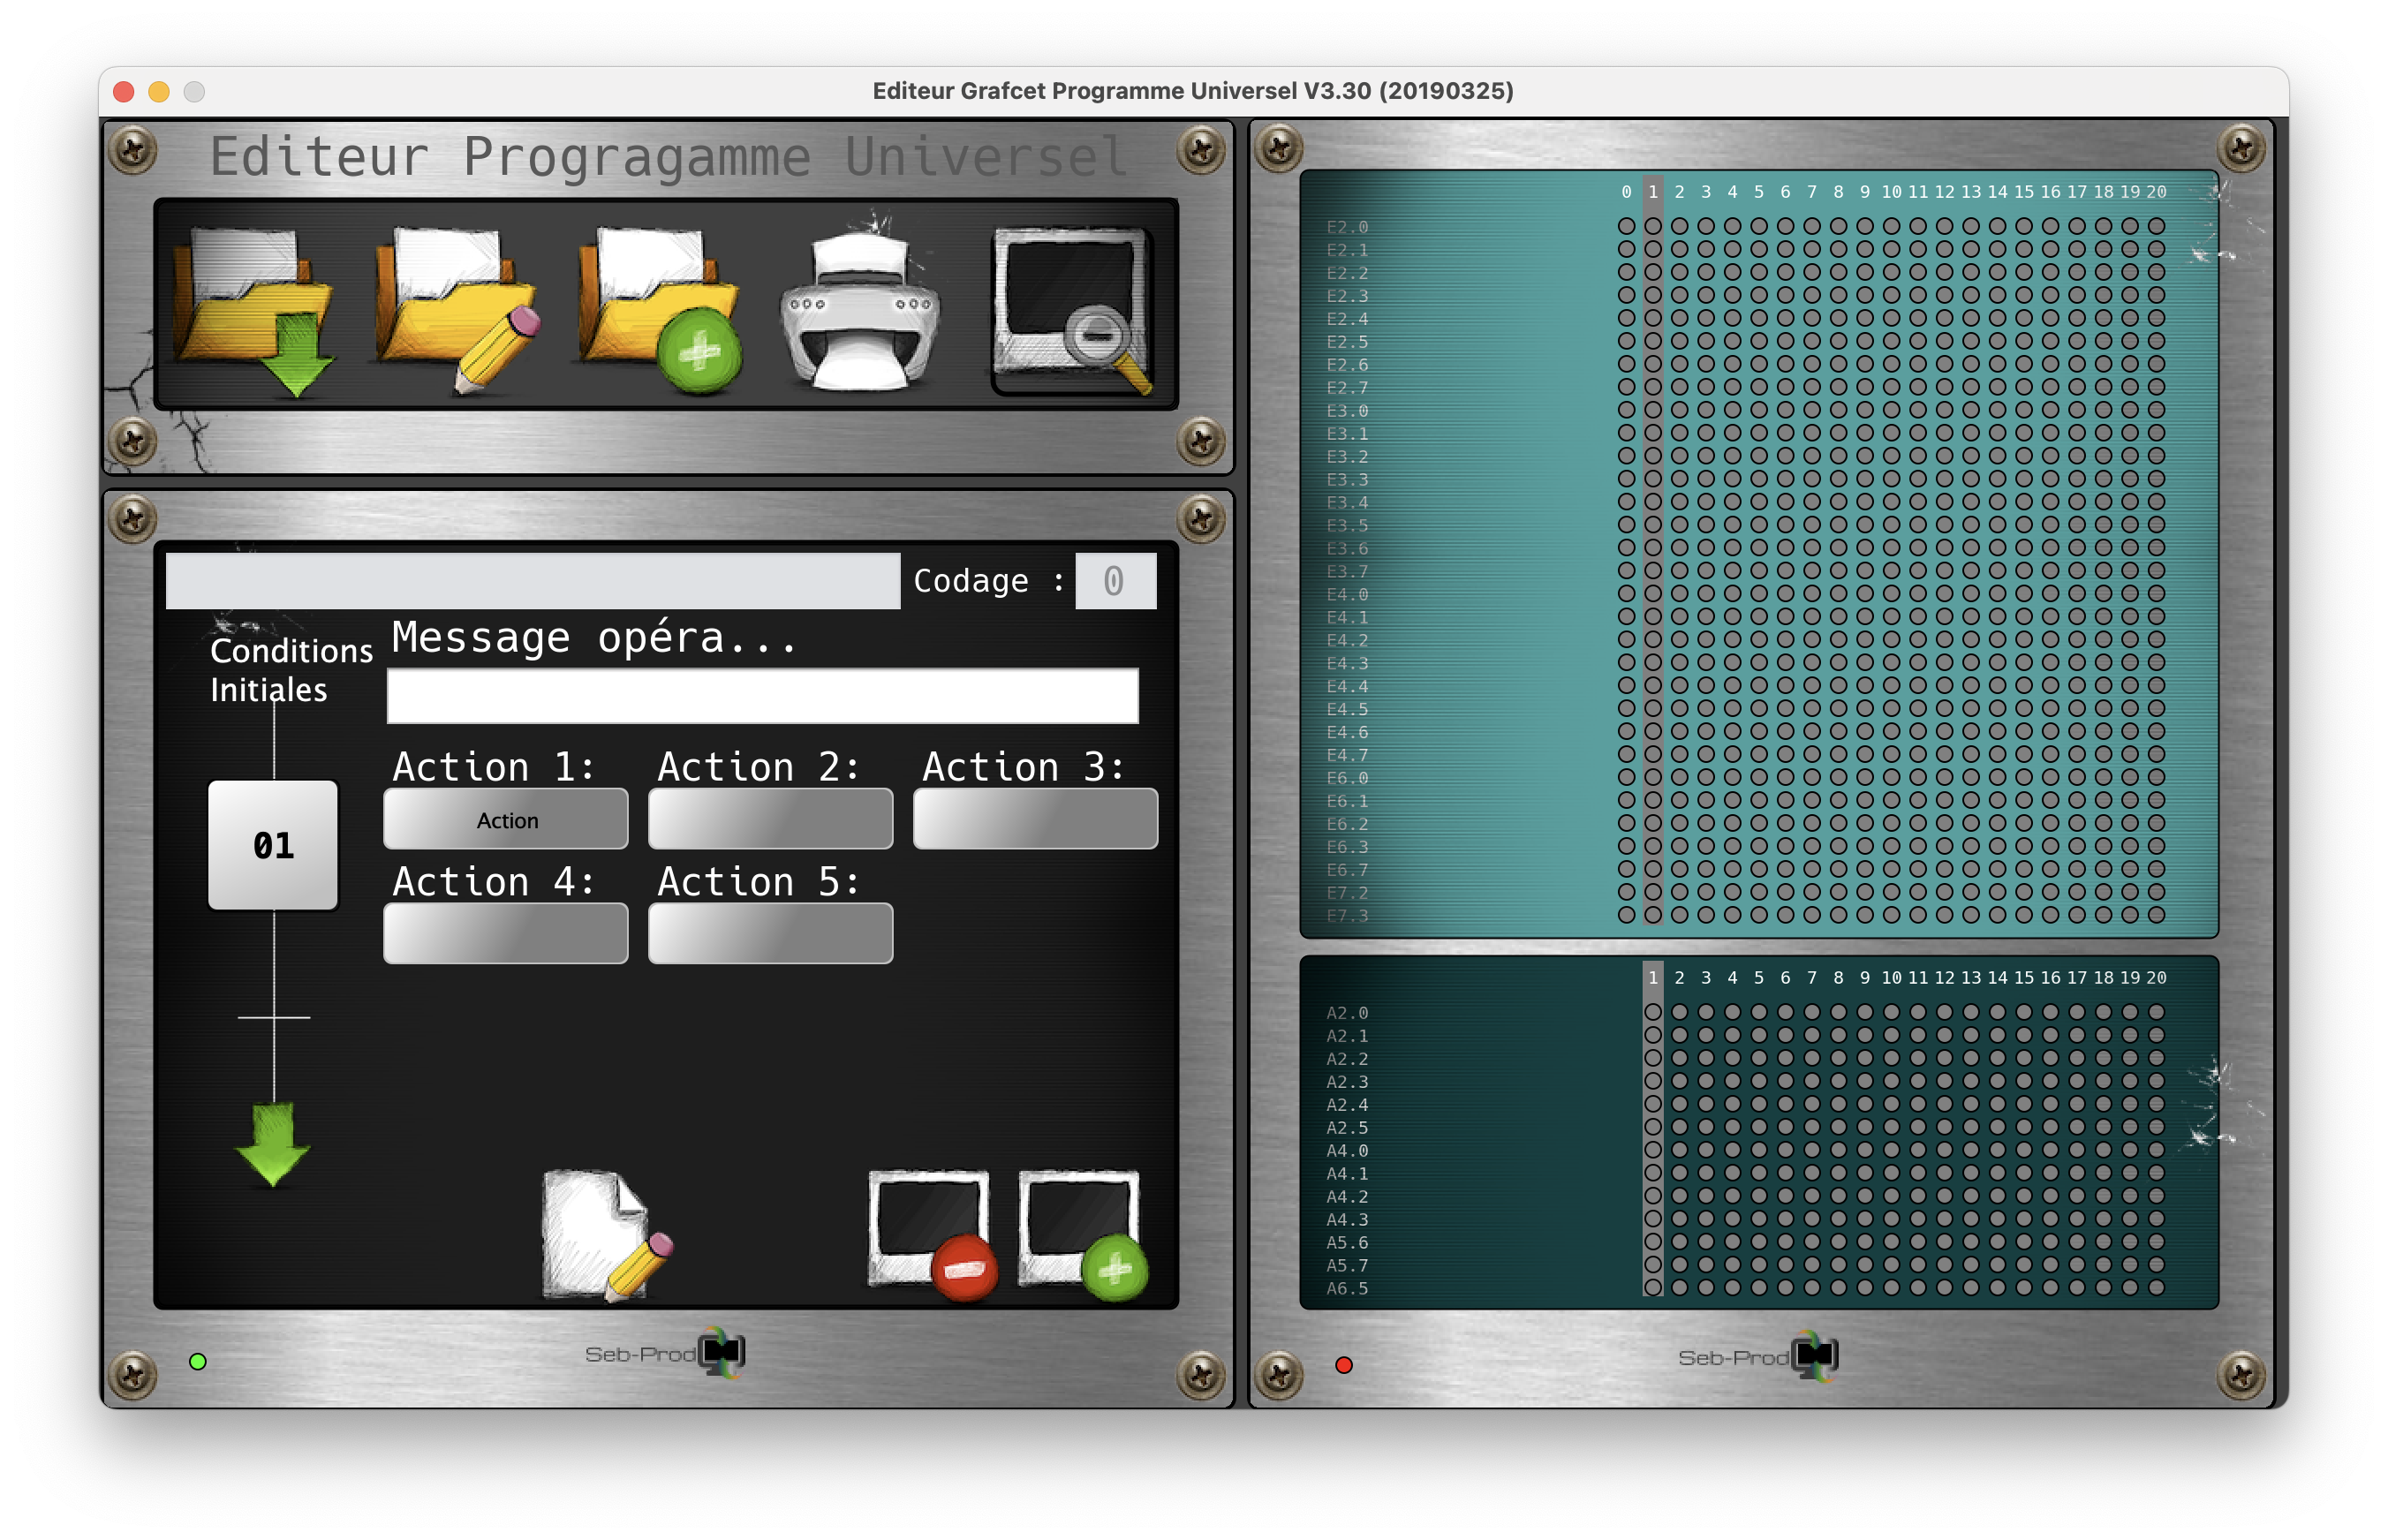 Editeur Grafcet Programme Universel V3.30 (20190325)
Editeur Progragamme Universel
Codage : 0
Conditions
Initiales
Message opéra...
Action 1: Action 2: Action 3:
Action
01
Action 4: Action 5:
Seb-Prod
0 1 2 3 4 5 6 7 8 9 10 11 12 13 14 15 16 17 18 19 20
E2.0
E2.1
E2.2
E2.3
E2.4
E2.5
E2.6
E2.7
E3.0
E3.1
E3.2
E3.3
E3.4
E3.5
E3.6
E3.7
E4.0
E4.1
E4.2
E4.3
E4.4
E4.5
E4.6
E4.7
E6.0
E6.1
E6.2
E6.3
E6.7
E7.2
E7.3
1 2 3 4 5 6 7 8 9 10 11 12 13 14 15 16 17 18 19 20
A2.0
A2.1
A2.2
A2.3
A2.4
A2.5
A4.0
A4.1
A4.2
A4.3
A5.6
A5.7
A6.5
Seb-Prod